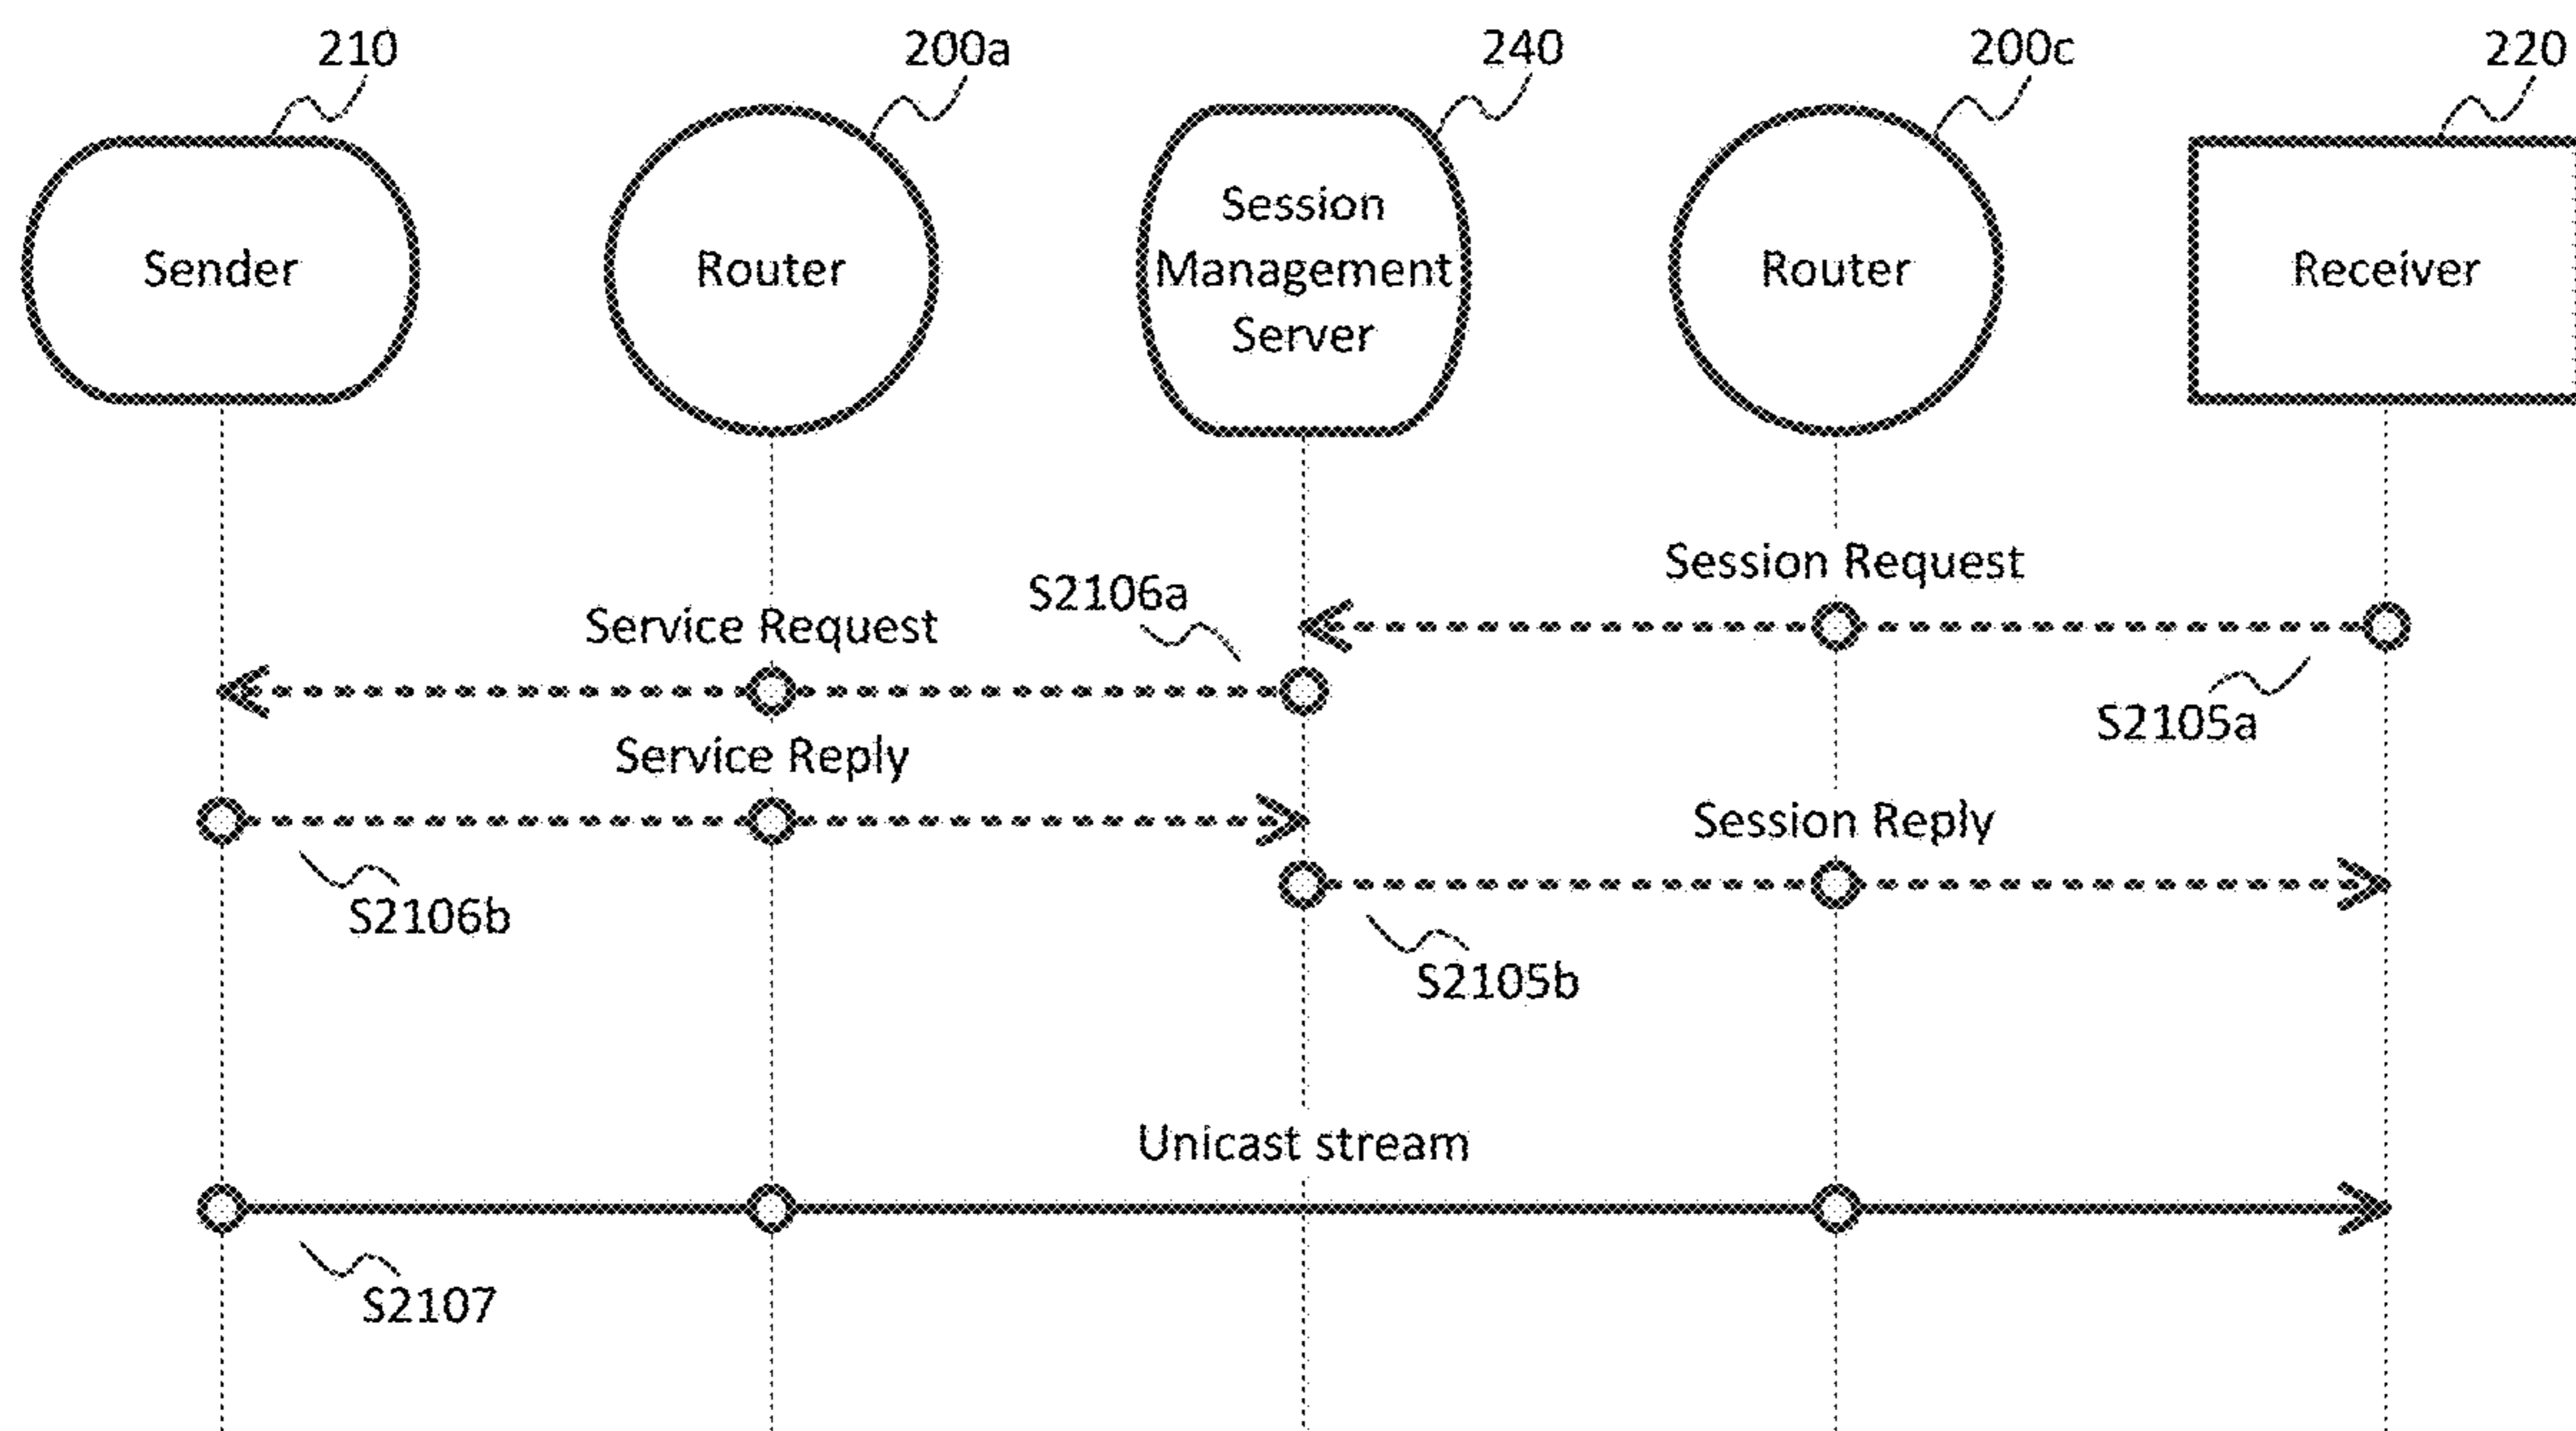 210
200a
240
200c
220
Sender
Router
Session
Management
Server
Router
Receiver
Session Request
S2106a
Service Request
S2105a
Service Reply
Session Reply
S2106b
S2105b
Unicast stream
S2107